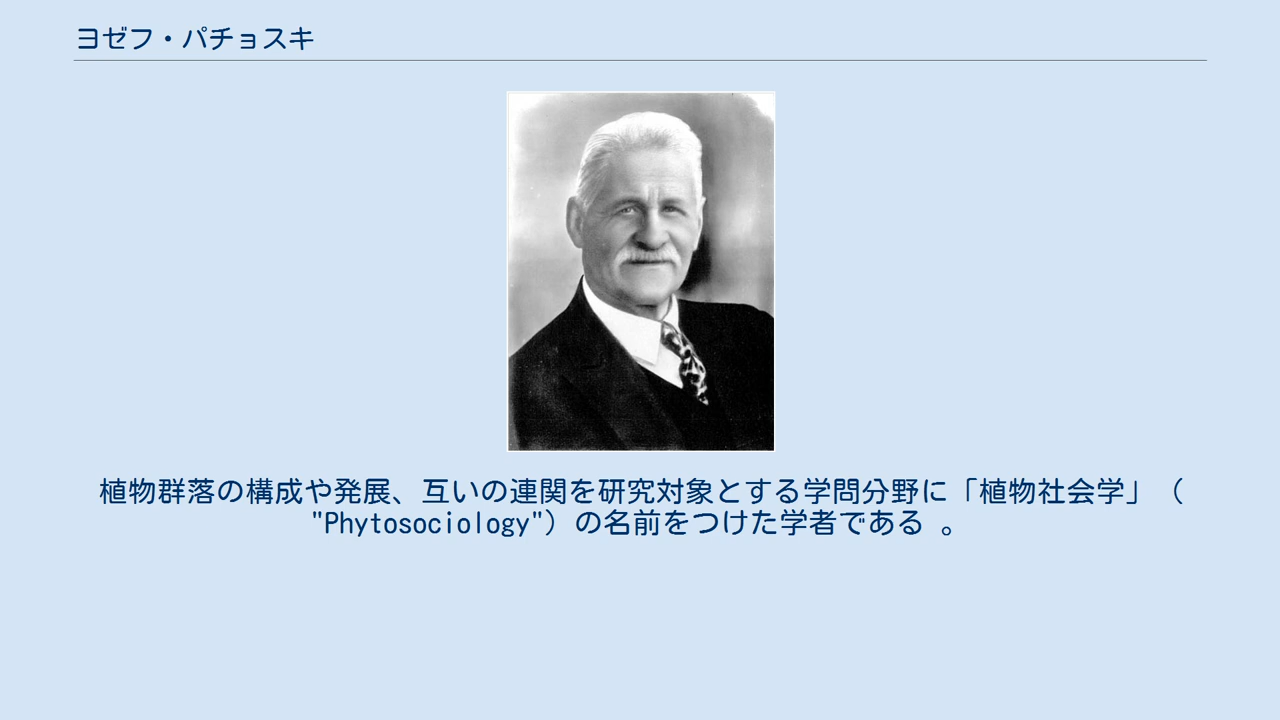 ヨゼフ・パチョスキ
植物群落の構成や発展、互いの連関を研究対象とする学問分野に「植物社会学」（
"Phytosociology"）の名前をつけた学者である 。